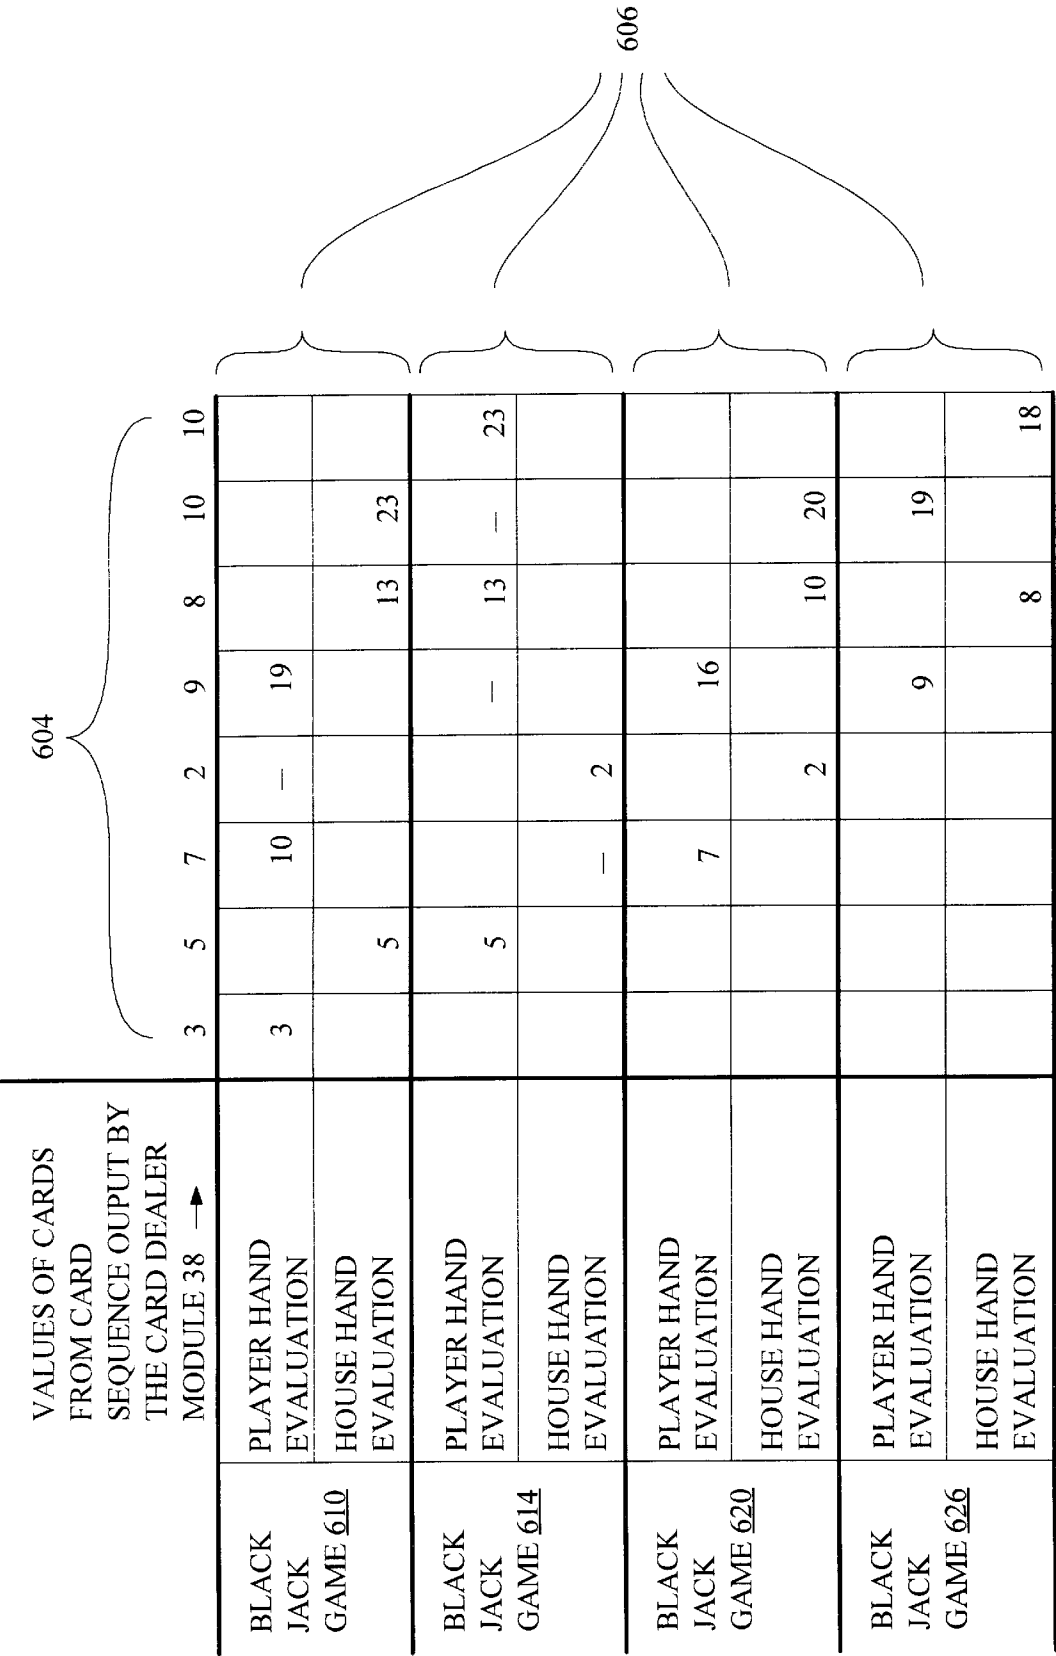 604
VALUES OF CARDS
FROM CARD
SEQUENCE OUPUT BY
THE CARD DEALER
MODULE 38 →
3 5 7 2 9 8 10 10
BLACK
JACK
GAME 610
PLAYER HAND
EVALUATION
3 10 – 19
HOUSE HAND
EVALUATION
5 13 23
BLACK
JACK
GAME 614
PLAYER HAND
EVALUATION
5 – 13 – 23
HOUSE HAND
EVALUATION
– 2
BLACK
JACK
GAME 620
PLAYER HAND
EVALUATION
7 16
HOUSE HAND
EVALUATION
2 10 20
BLACK
JACK
GAME 626
PLAYER HAND
EVALUATION
9 19
HOUSE HAND
EVALUATION
8 18
606